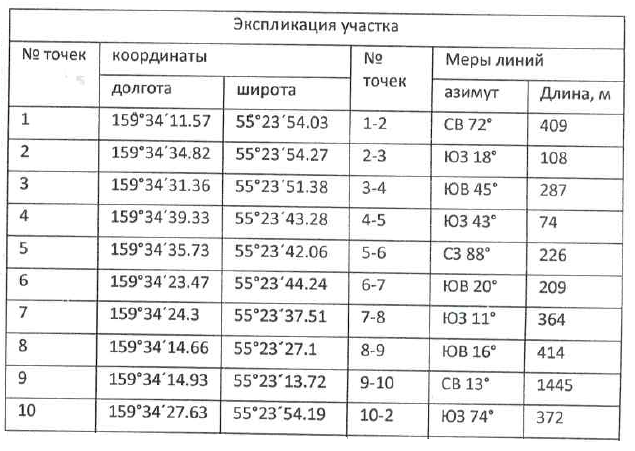 Экспликация участка
№ точек координаты № точек Меры линий
долгота широта азимут Длина, м
1 159°34´11.57 55°23´54.03 1-2 СВ 72° 409
2 159°34´34.82 55°23´54.27 2-3 ЮЗ 18° 108
3 159°34´31.36 55°23´51.38 3-4 ЮВ 45° 287
4 159°34´39.33 55°23´43.28 4-5 ЮЗ 43° 74
5 159°34´35.73 55°23´42.06 5-6 СЗ 88° 226
6 159°34´23.47 55°23´44.24 6-7 ЮВ 20° 209
7 159°34´24.3 55°23´37.51 7-8 ЮЗ 11° 364
8 159°34´14.66 55°23´27.1 8-9 ЮВ 16° 414
9 159°34´14.93 55°23´13.72 9-10 СВ 13° 1445
10 159°34´27.63 55°23´54.19 10-2 ЮЗ 74° 372